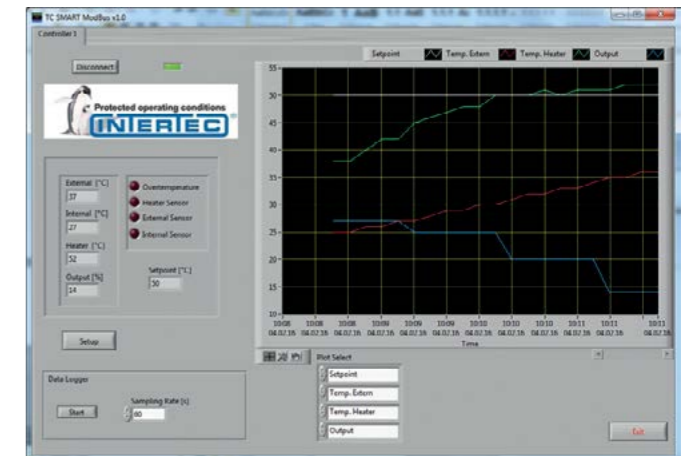 TC SMART ModBus v1.0
Controller 1
Disconnect
Setpoint Temp. Extern Temp. Heater Output
Protected operating conditions
INTERTEC
External [°C]
37
Internal [°C]
27
Heater [°C]
52
Output [%]
14
Overtemperature
Heater Sensor
External Sensor
Internal Sensor
Setpoint [°C]
50
Setup
Data Logger
Start
Sampling Rate [s]
60
55
50
45
40
35
30
25
20
15
10
10:08 10:08 10:08 10:09 10:09 10:09 10:10 10:10 10:10 10:11 10:11 10:11
04.02.16 04.02.16 04.02.16 04.02.16 04.02.16 04.02.16 04.02.16 04.02.16 04.02.16 04.02.16 04.02.16
Time
Plot Select
Setpoint
Temp. Extern
Temp. Heater
Output
Exit